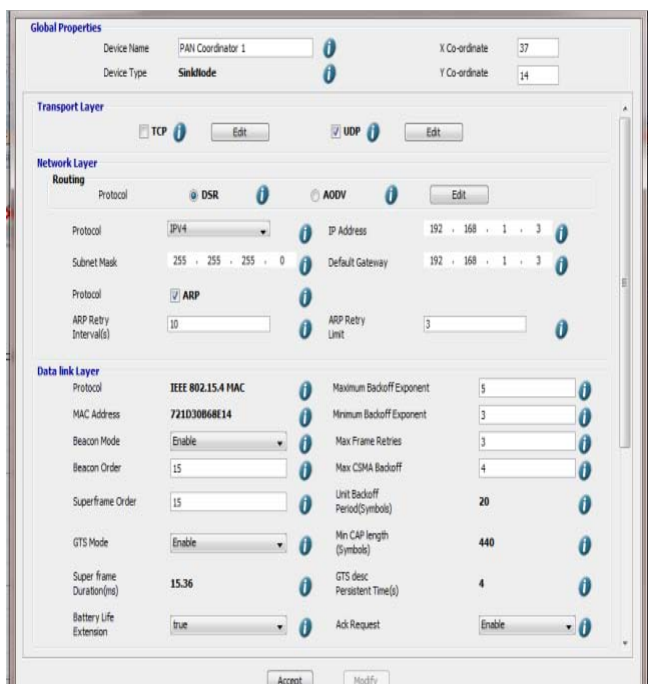 Global Properties
Device Name PAN Coordinator 1 X Co-ordinate 37
Device Type SinkNode Y Co-ordinate 14
Transport Layer
TCP Edit UDP Edit
Network Layer
Routing
Protocol DSR AODV Edit
Protocol IPV4 IP Address 192 . 168 . 1 . 3
Subnet Mask 255 . 255 . 255 . 0 Default Gateway 192 . 168 . 1 . 3
Protocol ARP
ARP Retry Interval(s) 10 ARP Retry Limit 3
Data link Layer
Protocol IEEE 802.15.4 MAC Maximum Backoff Exponent 5
MAC Address 721D30B68E14 Minimum Backoff Exponent 3
Beacon Mode Enable Max Frame Retries 3
Beacon Order 15 Max CSMA Backoff 4
Superframe Order 15 Unit Backoff Period(Symbols) 20
GTS Mode Enable Min CAP length (Symbols) 440
Super frame Duration(ms) 15.36 GTS desc Persistent Time(s) 4
Battery Life Extension true Ack Request Enable
Accept Modify